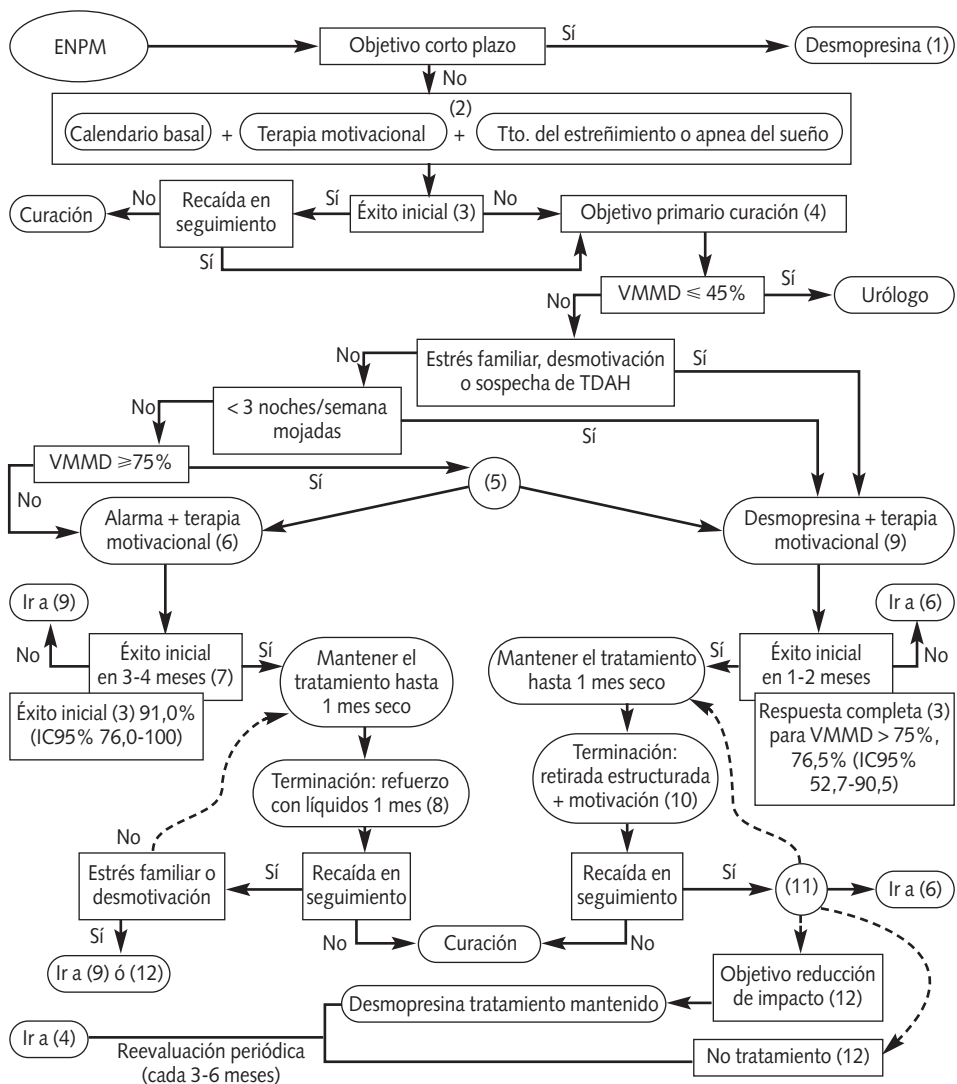 ENPM
Objetivo corto plazo
Sí
Desmopresina (1)
No
(2)
Calendario basal + Terapia motivacional + Tto. del estreñimiento o apnea del sueño
Curación
No
Recaída en
seguimiento
Sí
Éxito inicial (3)
No
Objetivo primario curación (4)
Sí
VMMD ≤ 45%
Sí
Urólogo
No
Estrés familiar, desmotivación
o sospecha de TDAH
Sí
No
< 3 noches/semana
mojadas
Sí
No
VMMD ≥75%
Sí
(5)
No
Alarma + terapia
motivacional (6)
Desmopresina + terapia
motivacional (9)
Ir a (9)
No
Éxito inicial
en 3-4 meses (7)
Sí
Éxito inicial (3) 91,0%
(IC95% 76,0-100)
Mantener el
tratamiento hasta
1 mes seco
Mantener el tratamiento
hasta 1 mes seco
Sí
Éxito inicial
en 1-2 meses
No
Ir a (6)
Respuesta completa (3)
para VMMD > 75%,
76,5% (IC95%
52,7-90,5)
Terminación: refuerzo
con líquidos 1 mes (8)
Terminación:
retirada estructurada
+ motivación (10)
No
Estrés familiar o
desmotivación
Sí
Recaída en
seguimiento
Recaída en
seguimiento
Sí
(11)
Ir a (6)
Sí
Ir a (9) ó (12)
No
Curación
No
Objetivo reducción
de impacto (12)
Desmopresina tratamiento mantenido
Ir a (4)
Reevaluación periódica
(cada 3-6 meses)
No tratamiento (12)